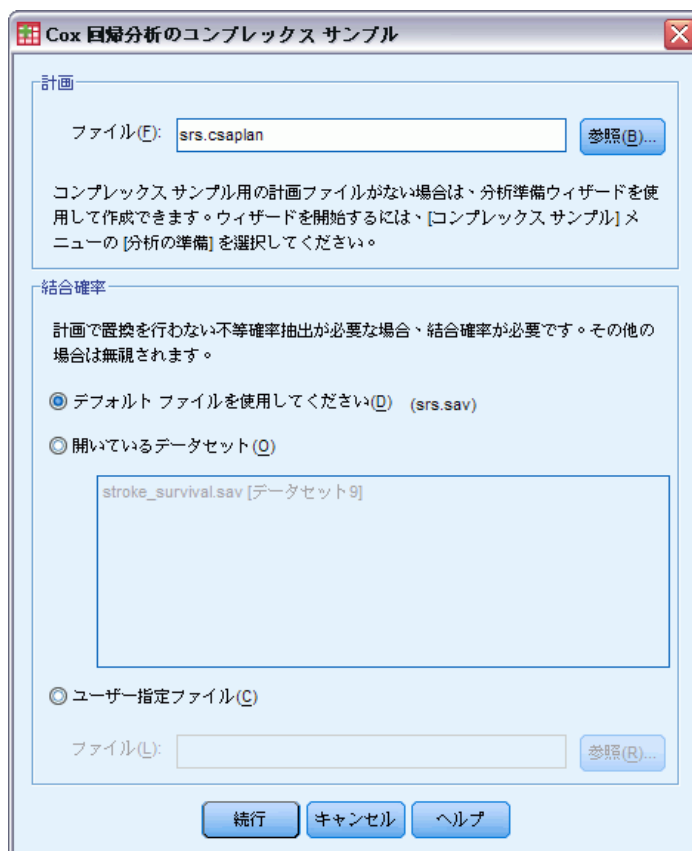 Cox 回帰分析のコンプレックス サンプル
計画
ファイル(F): srs.csaplan 参照(B)...
コンプレックス サンプル用の計画ファイルがない場合は、分析準備ウィザードを使
用して作成できます。ウィザードを開始するには、[コンプレックス サンプル] メ
ニューの [分析の準備] を選択してください。
結合確率
計画で置換を行わない不等確率抽出が必要な場合、結合確率が必要です。その他の
場合は無視されます。
デフォルト ファイルを使用してください(D) (srs.sav)
開いているデータセット(O)
stroke_survival.sav [データセット9]
ユーザー指定ファイル(C)
ファイル(L): 参照(R)...
続行 キャンセル ヘルプ